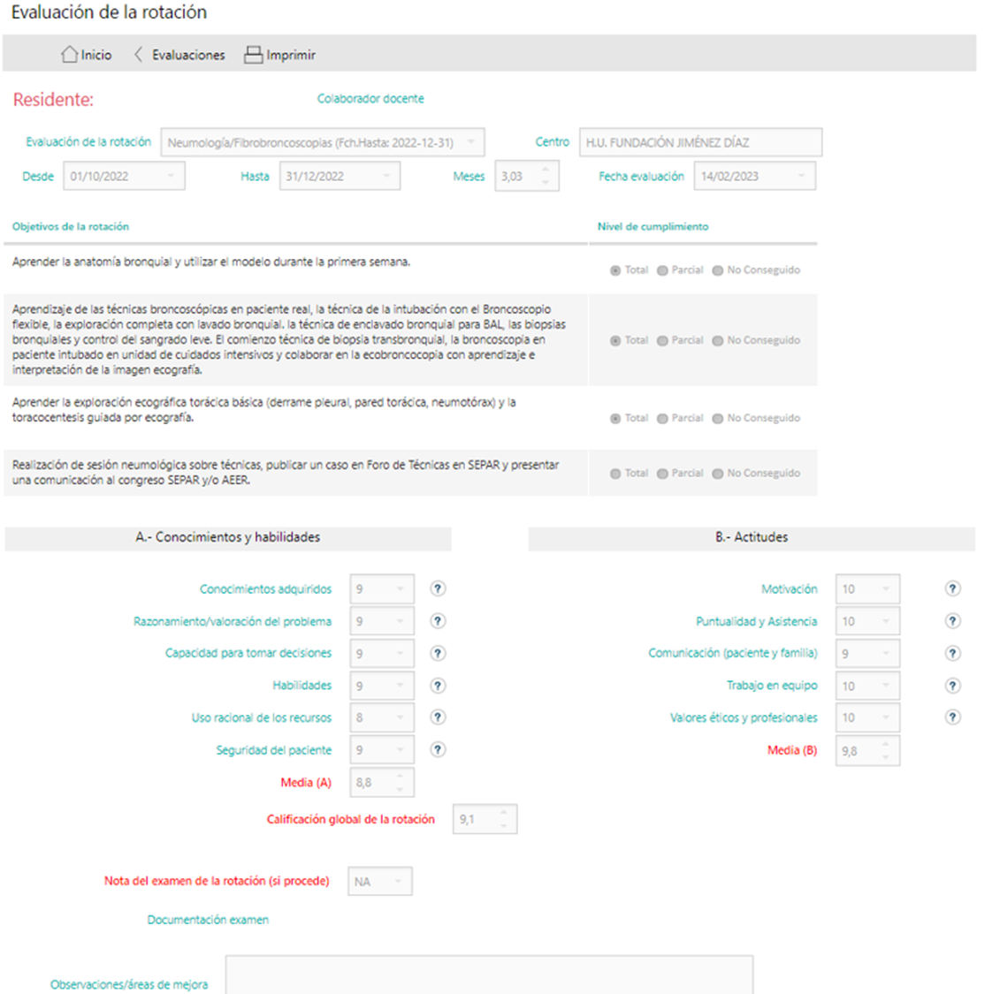 Evaluación de la rotación
Inicio Evaluaciones Imprimir
Residente: Colaborador docente
Evaluación de la rotación Neumología/Fibrobroncoscopias (Fch.Hasta: 2022-12-31) Centro H.U. FUNDACIÓN JIMÉNEZ DÍAZ
Desde 01/10/2022 Hasta 31/12/2022 Meses 3,03 Fecha evaluación 14/02/2023
Objetivos de la rotación Nivel de cumplimiento
Aprender la anatomía bronquial y utilizar el modelo durante la primera semana.
Total Parcial No Conseguido
Aprendizaje de las técnicas broncoscópicas en paciente real, la técnica de la intubación con el Broncoscopio
flexible, la exploración completa con lavado bronquial. la técnica de enclavado bronquial para BAL, las biopsias
bronquiales y control del sangrado leve. El comienzo técnica de biopsia transbronquial, la broncoscopia en
paciente intubado en unidad de cuidados intensivos y colaborar en la ecobroncocopia con aprendizaje e
interpretación de la imagen ecografía.
Total Parcial No Conseguido
Aprender la exploración ecográfica torácica básica (derrame pleural, pared torácica, neumotórax) y la
toracocentesis guiada por ecografía.
Total Parcial No Conseguido
Realización de sesión neumológica sobre técnicas, publicar un caso en Foro de Técnicas en SEPAR y presentar
una comunicación al congreso SEPAR y/o AEER.
Total Parcial No Conseguido
A.- Conocimientos y habilidades
Conocimientos adquiridos 9 ?
Razonamiento/valoración del problema 9 ?
Capacidad para tomar decisiones 9 ?
Habilidades 9 ?
Uso racional de los recursos 8 ?
Seguridad del paciente 9 ?
Media (A) 8,8
B.- Actitudes
Motivación 10 ?
Puntualidad y Asistencia 10 ?
Comunicación (paciente y familia) 9 ?
Trabajo en equipo 10 ?
Valores éticos y profesionales 10 ?
Media (B) 9,8
Calificación global de la rotación 9,1
Nota del examen de la rotación (si procede) NA
Documentación examen
Observaciones/áreas de mejora